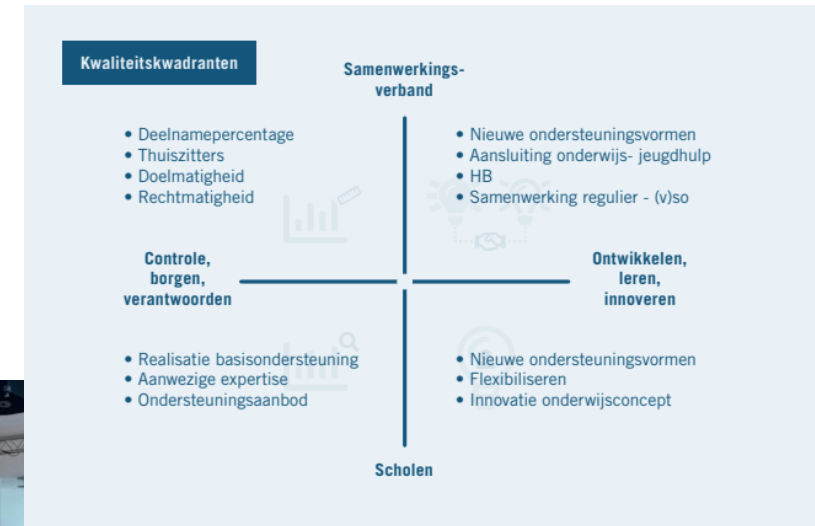 Kwaliteitskwadranten
Samenwerkings-
verband
• Deelnamepercentage
• Thuiszitters
• Doelmatigheid
• Rechtmatigheid
• Nieuwe ondersteuningsvormen
• Aansluiting onderwijs- jeugdhulp
• HB
• Samenwerking regulier - (v)so
Controle,
borgen,
verantwoorden
Ontwikkelen,
leren,
innoveren
• Realisatie basisondersteuning
• Aanwezige expertise
• Ondersteuningsaanbod
• Nieuwe ondersteuningsvormen
• Flexibiliseren
• Innovatie onderwijsconcept
Scholen